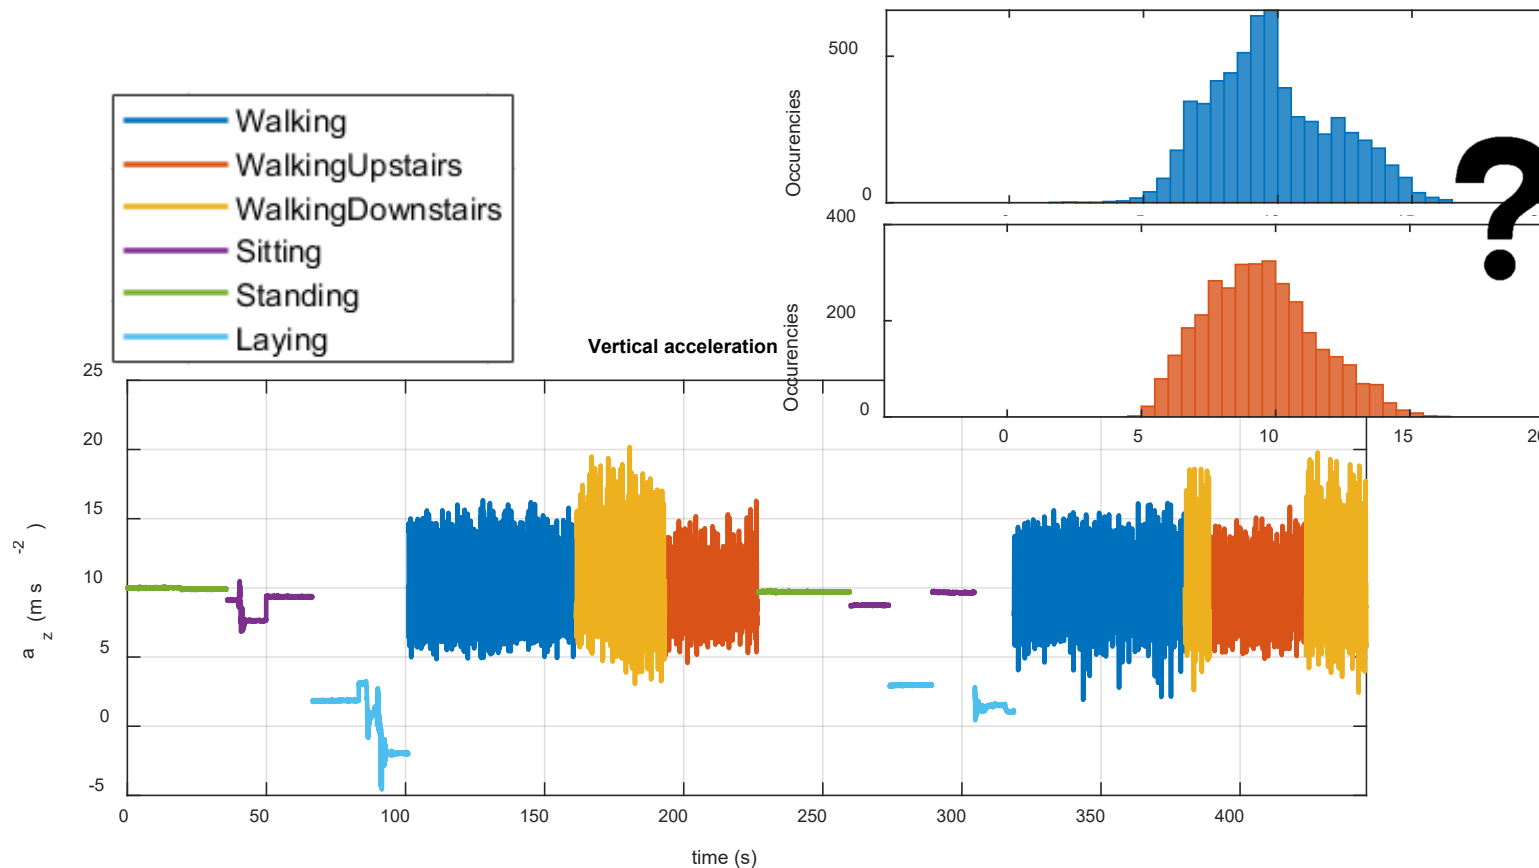 Walking
WalkingUpstairs
WalkingDownstairs
Sitting
Standing
Laying
Occurencies
500
0
?
Occurencies
400
200
0
0 5 10 15 20
Vertical acceleration
a z (m s -2 )
25
20
15
10
5
0
-5
0 50 100 150 200 250 300 350 400
time (s)